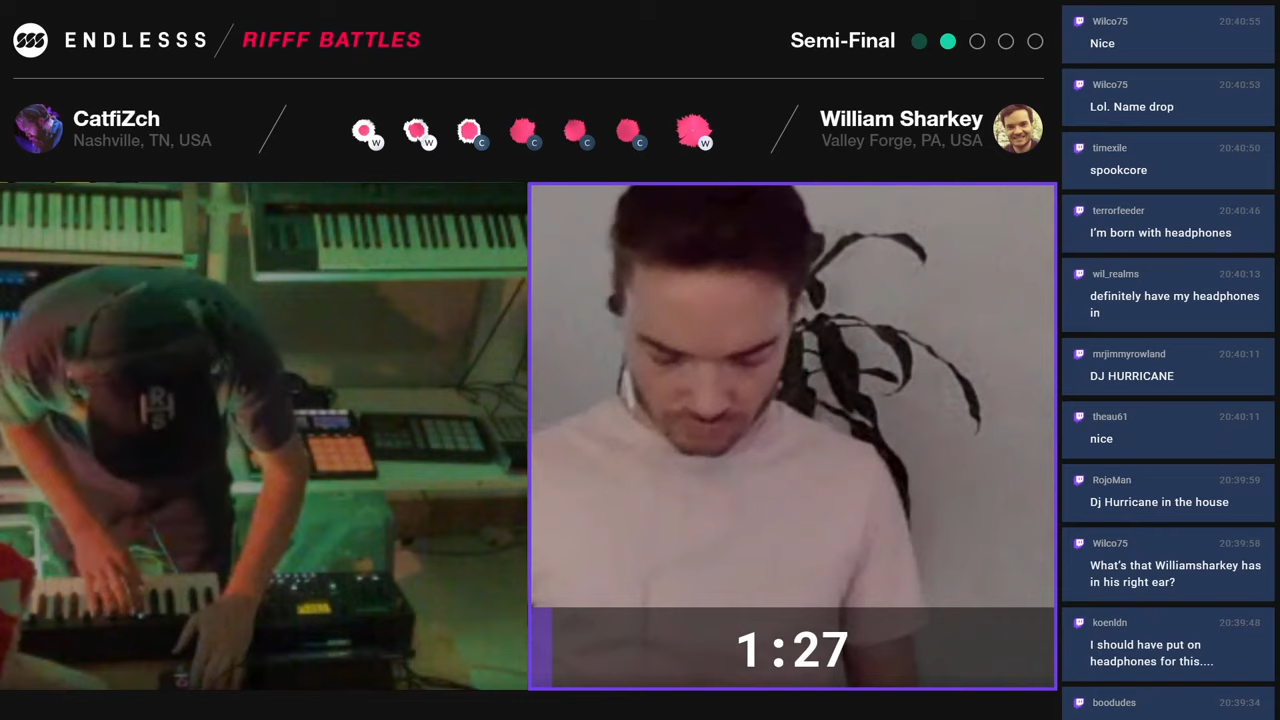 ENDLESSS
RIFFF BATTLES
Semi-Final
CatfiZch
Nashville, TN, USA
W
W
C
C
C
C
W
William Sharkey
Valley Forge, PA, USA
1:27
Wilco75 20:40:55
Nice
Wilco75 20:40:53
Lol. Name drop
timexile 20:40:50
spookcore
terrorfeeder 20:40:46
I'm born with headphones
wil_realms 20:40:13
definitely have my headphones
in
mrjimmyrowland 20:40:11
DJ HURRICANE
theau61 20:40:11
nice
RojoMan 20:39:59
Dj Hurricane in the house
Wilco75 20:39:58
What's that Williamsharkey has
in his right ear?
koenldn 20:39:48
I should have put on
headphones for this....
boodudes 20:39:34